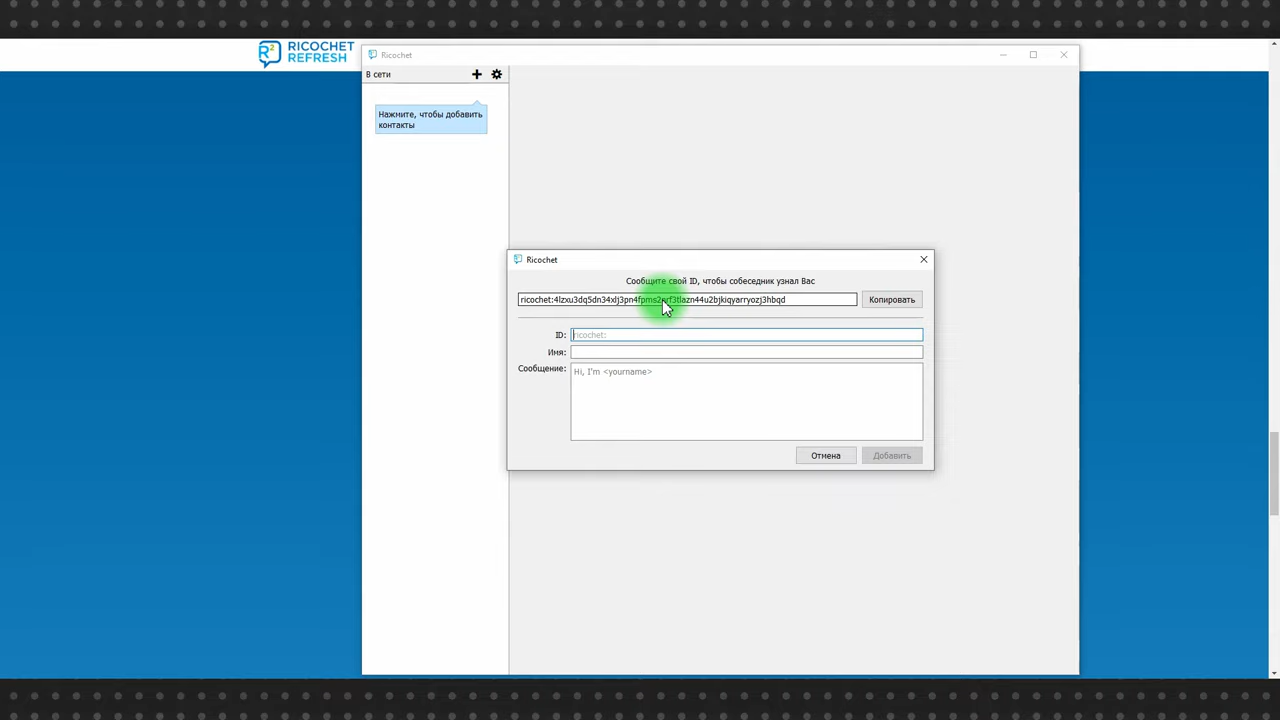 RICOCHET
REFRESH
Ricochet
В сети
Нажмите, чтобы добавить
контакты
Ricochet
Сообщите свой ID, чтобы собеседник узнал Вас
Копировать
ID:
ricochet:
Имя:
Сообщение:
Hi, I'm <yourname>
Отмена
Добавить